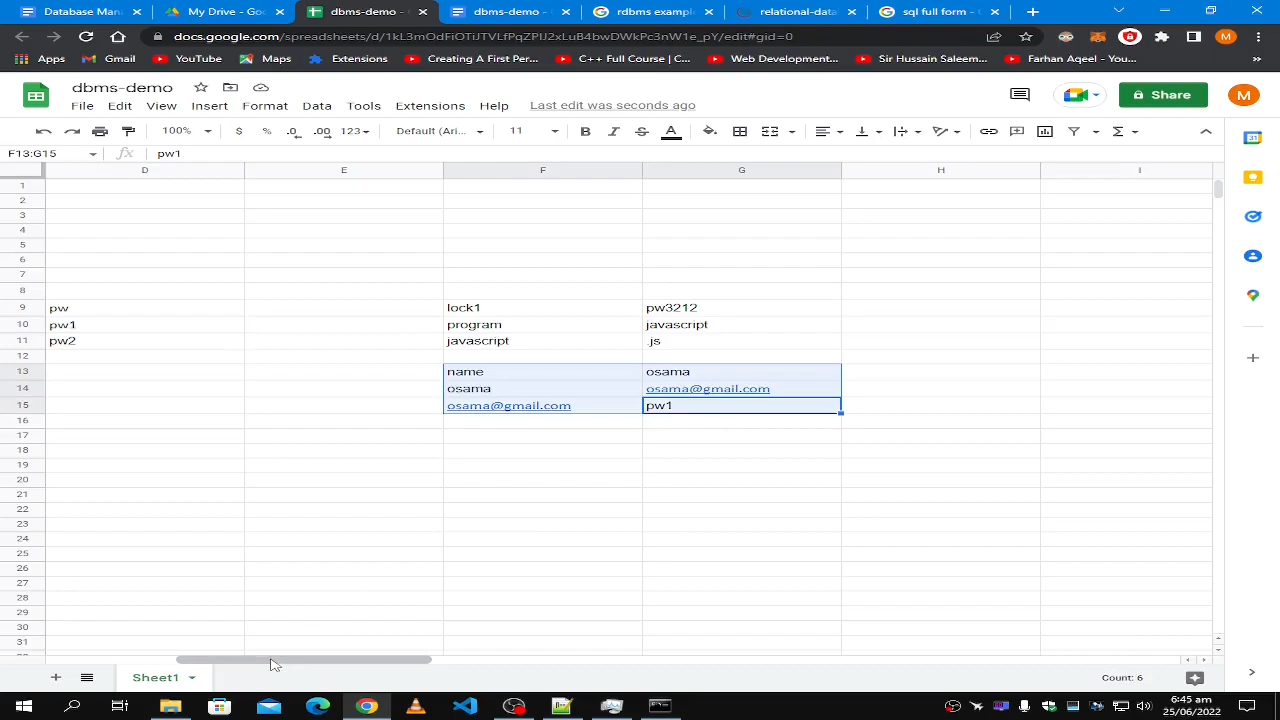 Database Mana
My Drive - Goo
dbms-demo -
dbms-demo -
rdbms example
relational-data
sql full form -
docs.google.com/spreadsheets/d/1kL3mOdFiOTiJTVLfPqZPlJ2xLuB4bwDWkPc3nW1e_pY/edit#gid=0
M
Apps
Gmail
YouTube
Maps
Extensions
Creating A First Per...
C++ Full Course | C...
Web Development...
Sir Hussain Saleem...
Farhan Aqeel - You...
»
dbms-demo
File Edit View Insert Format Data Tools Extensions Help Last edit was seconds ago
Share
M
100% $ % .0 .00 123 Default (Ari... 11 B I S A
F13:G15 fx pw1
D E F G H I
1
2
3
4
5
6
7
8
9 pw lock1 pw3212
10 pw1 program javascript
11 pw2 javascript .js
12
13 name osama
14 osama osama@gmail.com
15 osama@gmail.com pw1
16
17
18
19
20
21
22
23
24
25
26
27
28
29
30
31
Sheet1
Count: 6
6:45 am
25/06/2022